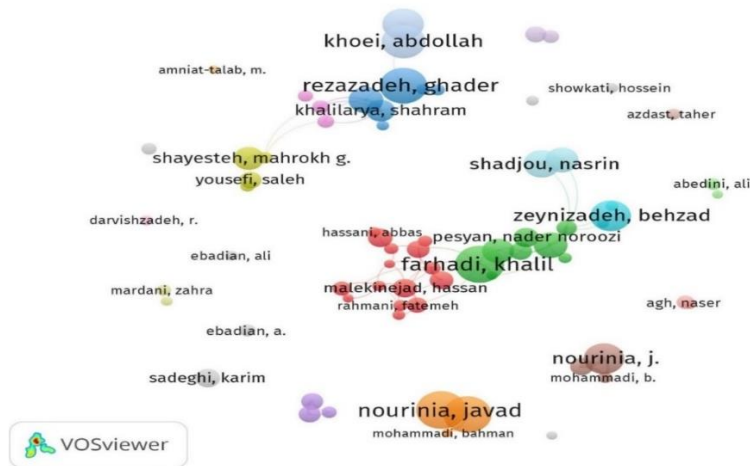 khoei, abdollah
amniat-talab, m.
rezazadeh, ghader
showkati, hossein
khalilarya, shahram
azdast, taher
shayesteh, mahrokh g.
shadjou, nasrin
yousefi, saleh
abedini, ali
zeynizadeh, behzad
darvishzadeh, r.
hassani, abbas
pesyan, nader noroozi
ebadian, ali
farhadi, khalil
mardani, zahra
malekinejad, hassan
rahmani, fatemeh
agh, naser
ebadian, a.
nourinia, j.
sadeghi, karim
mohammadi, b.
nourinia, javad
mohammadi, bahman
VOSviewer